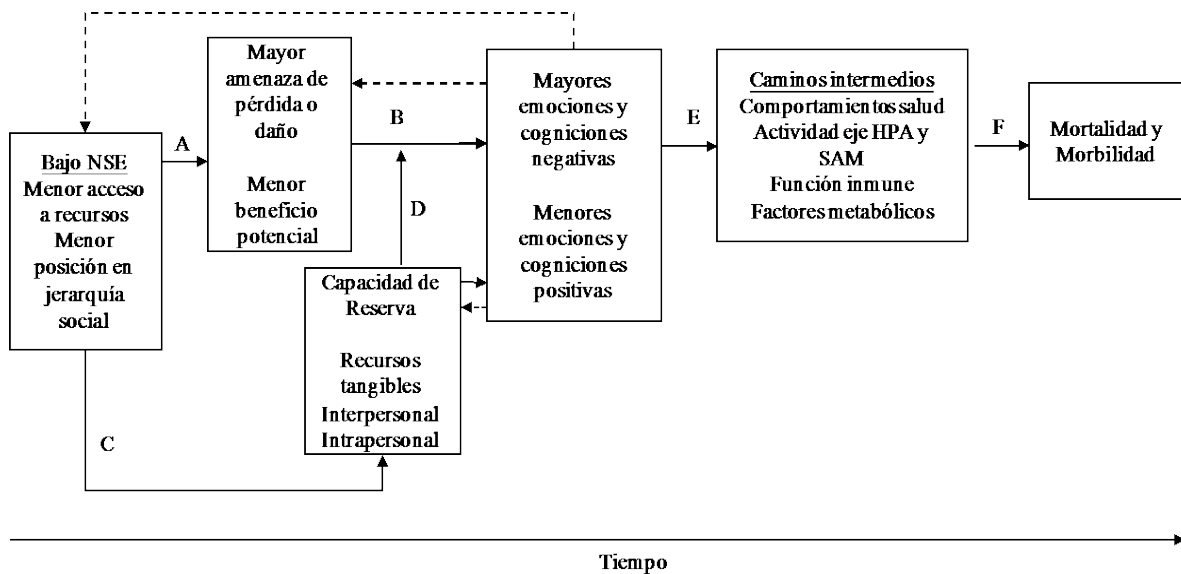 Bajo NSE
Menor acceso
a recursos
Menor
posición en
jerarquía
social
A
Mayor
amenaza de
pérdida o
daño
Menor
beneficio
potencial
B
C
D
Capacidad de
Reserva
Recursos
tangibles
Interpersonal
Intrapersonal
Mayores
emociones y
cogniciones
negativas
Menores
emociones y
cogniciones
positivas
E
Caminos intermedios
Comportamientos salud
Actividad eje HPA y
SAM
Función inmune
Factores metabólicos
F
Mortalidad y
Morbilidad
Tiempo